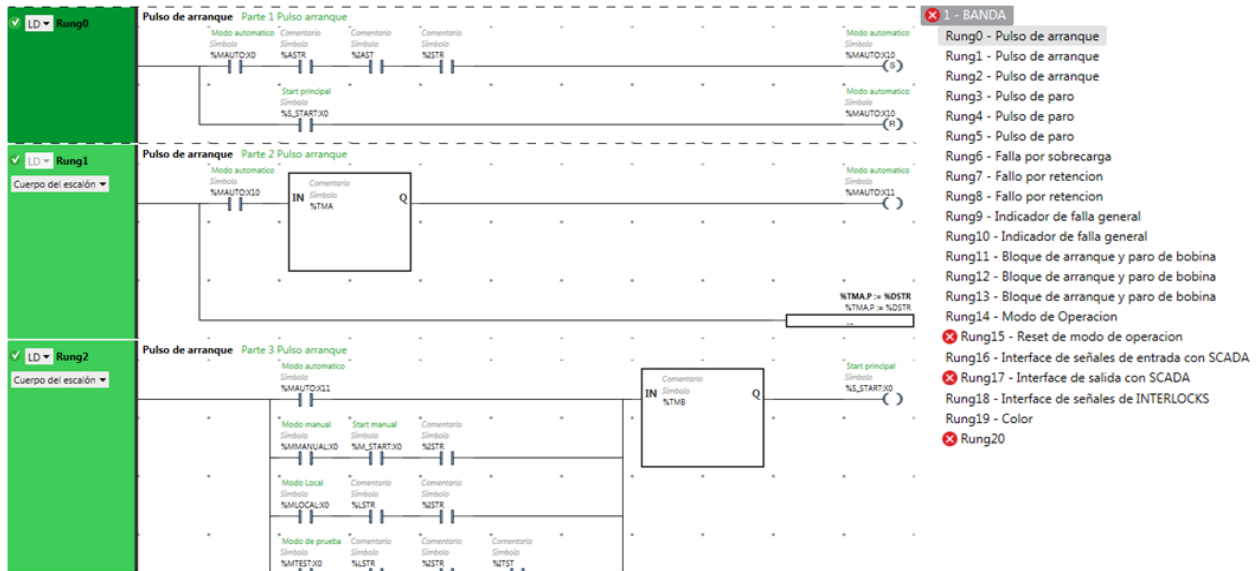 LD Rung0
Pulso de arranque Parte 1 Pulso arranque
Modo automatico Comentario Comentario Comentario Modo automatico
Símbolo Símbolo Símbolo Símbolo Símbolo
%MAUTO:X0 %ASTR %IAST %ISTR %MAUTO:X10
S
Start principal Modo automatico
Símbolo Símbolo
%S_START:X0 %MAUTO:X10
R
LD Rung1
Cuerpo del escalón
Pulso de arranque Parte 2 Pulso arranque
Modo automatico Comentario Modo automatico
Símbolo IN Símbolo Q Símbolo
%MAUTO:X10 %TMA %MAUTO:X11
%TMA.P := %DSTR
%TMA.P := %DSTR
...
LD Rung2
Cuerpo del escalón
Pulso de arranque Parte 3 Pulso arranque
Modo automatico Comentario Start principal
Símbolo IN Símbolo Q Símbolo
%MAUTO:X11 %TMB %S_START:X0
Modo manual Start manual Comentario
Símbolo Símbolo Símbolo
%MMANUAL:X0 %M_START:X0 %ISTR
Modo Local Comentario Comentario
Símbolo Símbolo Símbolo
%MLOCAL:X0 %LSTR %ISTR
Modo de prueba Comentario Comentario Comentario
Símbolo Símbolo Símbolo Símbolo
%MTEST:X0 %LSTR %ISTR %ITST
1 - BANDA
Rung0 - Pulso de arranque
Rung1 - Pulso de arranque
Rung2 - Pulso de arranque
Rung3 - Pulso de paro
Rung4 - Pulso de paro
Rung5 - Pulso de paro
Rung6 - Falla por sobrecarga
Rung7 - Fallo por retencion
Rung8 - Fallo por retencion
Rung9 - Indicador de falla general
Rung10 - Indicador de falla general
Rung11 - Bloque de arranque y paro de bobina
Rung12 - Bloque de arranque y paro de bobina
Rung13 - Bloque de arranque y paro de bobina
Rung14 - Modo de Operacion
Rung15 - Reset de modo de operacion
Rung16 - Interface de señales de entrada con SCADA
Rung17 - Interface de salida con SCADA
Rung18 - Interface de señales de INTERLOCKS
Rung19 - Color
Rung20